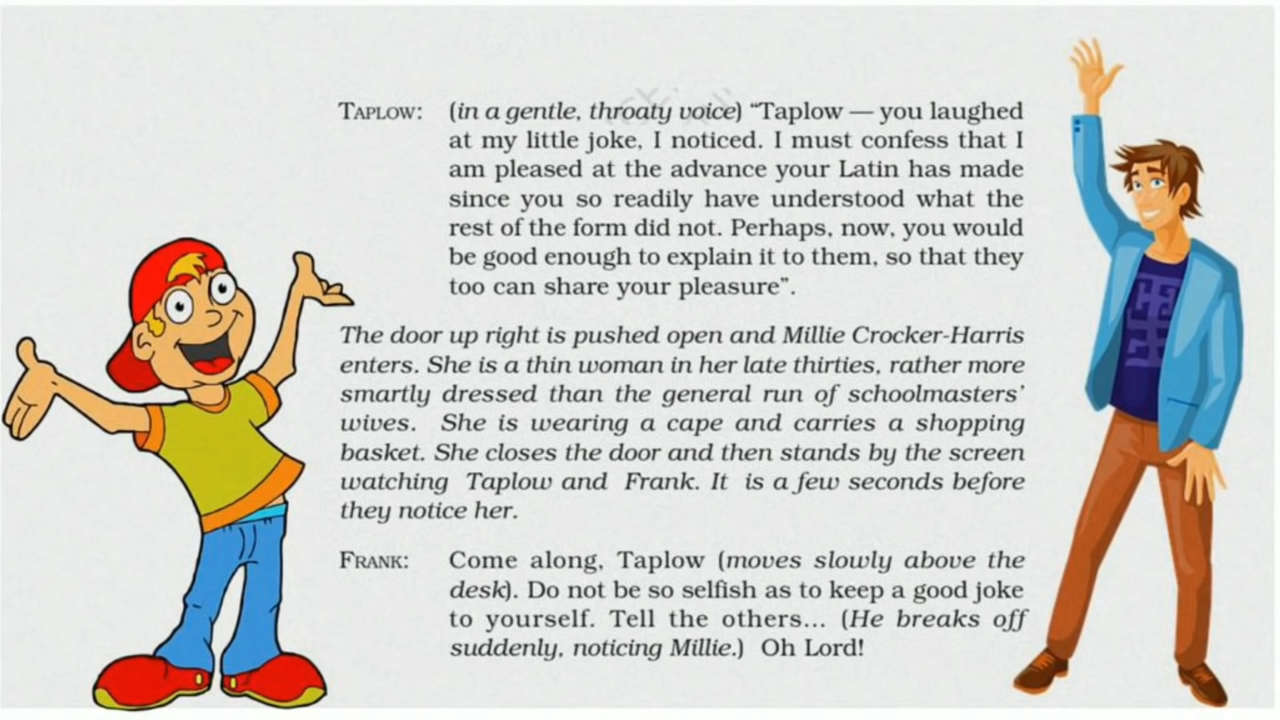 TAPLOW: (in a gentle, throaty voice) “Taplow — you laughed
at my little joke, I noticed. I must confess that I
am pleased at the advance your Latin has made
since you so readily have understood what the
rest of the form did not. Perhaps, now, you would
be good enough to explain it to them, so that they
too can share your pleasure”.
The door up right is pushed open and Millie Crocker-Harris
enters. She is a thin woman in her late thirties, rather more
smartly dressed than the general run of schoolmasters’
wives. She is wearing a cape and carries a shopping
basket. She closes the door and then stands by the screen
watching Taplow and Frank. It is a few seconds before
they notice her.
FRANK: Come along, Taplow (moves slowly above the
desk). Do not be so selfish as to keep a good joke
to yourself. Tell the others... (He breaks off
suddenly, noticing Millie.) Oh Lord!